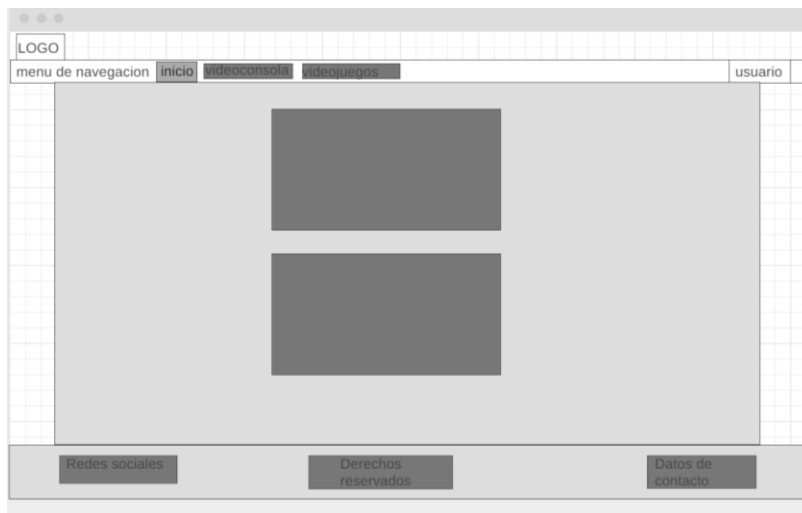 LOGO
menu de navegacion inicio videoconsola videojuegos usuario
Redes sociales
Derechos
reservados
Datos de
contacto